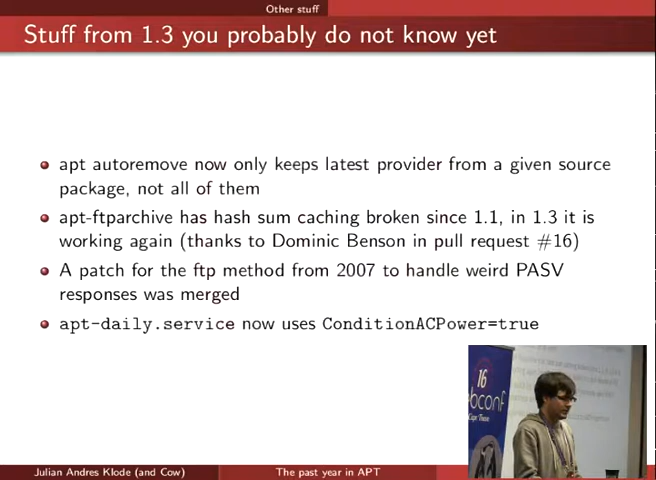 Other stuff
Stuff from 1.3 you probably do not know yet
apt autoremove now only keeps latest provider from a given source
package, not all of them
apt-ftparchive has hash sum caching broken since 1.1, in 1.3 it is
working again (thanks to Dominic Benson in pull request #16)
A patch for the ftp method from 2007 to handle weird PASV
responses was merged
apt-daily.service now uses ConditionACPower=true
16
bconf
Cape Town
Julian Andres Klode (and Cow)
The past year in APT